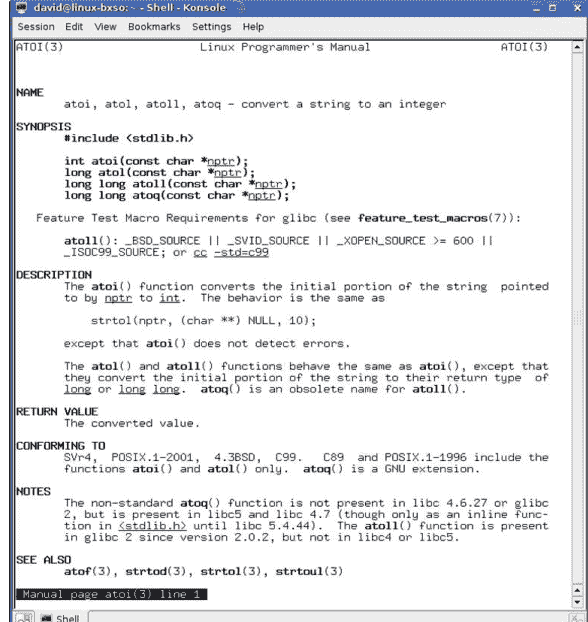 david@linux-bxso:~ - Shell - Konsole
Session Edit View Bookmarks Settings Help
ATOI(3) Linux Programmer's Manual ATOI(3)
NAME
atoi, atol, atoll, atoq - convert a string to an integer
SYNOPSIS
#include <stdlib.h>
int atoi(const char *nptr);
long atol(const char *nptr);
long long atoll(const char *nptr);
long long atoq(const char *nptr);
Feature Test Macro Requirements for glibc (see feature_test_macros(7)):
atoll(): _BSD_SOURCE || _SVID_SOURCE || _XOPEN_SOURCE >= 600 ||
_ISOC99_SOURCE; or cc -std=c99
DESCRIPTION
The atoi() function converts the initial portion of the string pointed
to by nptr to int. The behavior is the same as
strtol(nptr, (char **) NULL, 10);
except that atoi() does not detect errors.
The atol() and atoll() functions behave the same as atoi(), except that
they convert the initial portion of the string to their return type of
long or long long. atoq() is an obsolete name for atoll().
RETURN VALUE
The converted value.
CONFORMING TO
SVr4, POSIX.1-2001, 4.3BSD, C99. C89 and POSIX.1-1996 include the
functions atoi() and atol() only. atoq() is a GNU extension.
NOTES
The non-standard atoq() function is not present in libc 4.6.27 or glibc
2, but is present in libc5 and libc 4.7 (though only as an inline func-
tion in <stdlib.h> until libc 5.4.44). The atoll() function is present
in glibc 2 since version 2.0.2, but not in libc4 or libc5.
SEE ALSO
atof(3), strtod(3), strtol(3), strtoul(3)
Manual page atoi(3) line 1
Shell